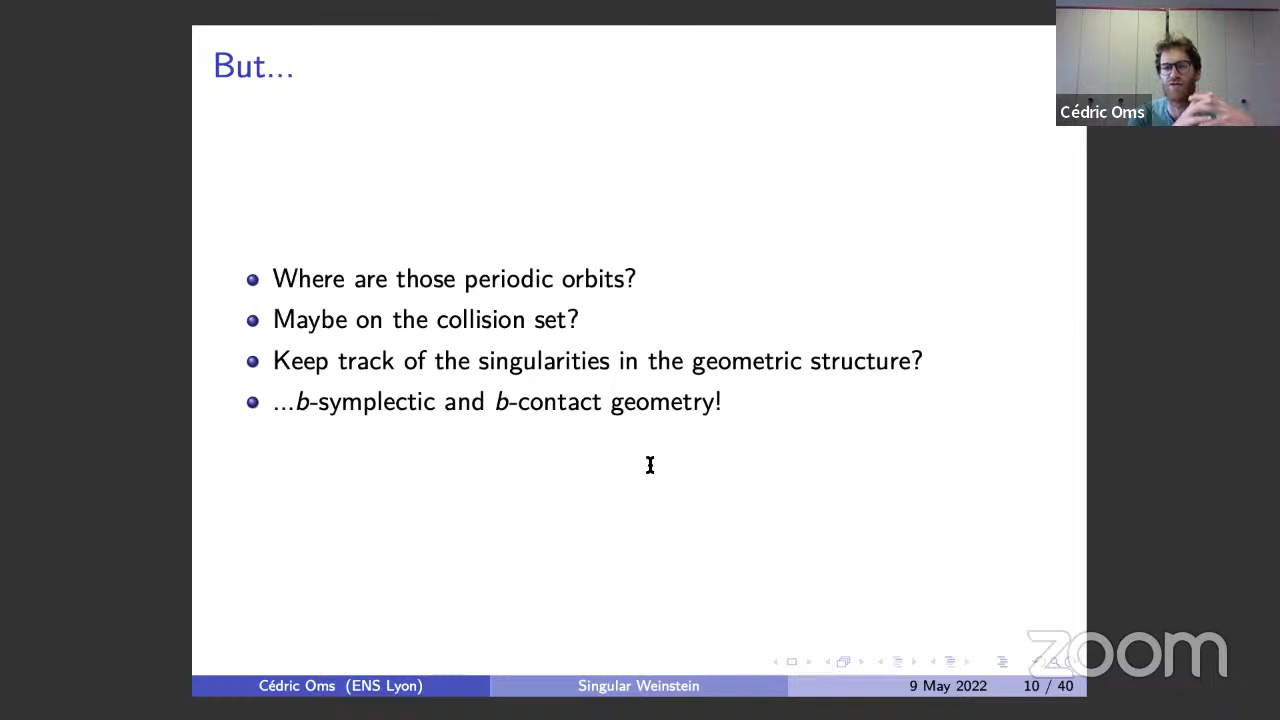 But...
Cédric Oms
Where are those periodic orbits?
Maybe on the collision set?
Keep track of the singularities in the geometric structure?
...b-symplectic and b-contact geometry!
zoom
Cédric Oms (ENS Lyon)
Singular Weinstein
9 May 2022
10 / 40